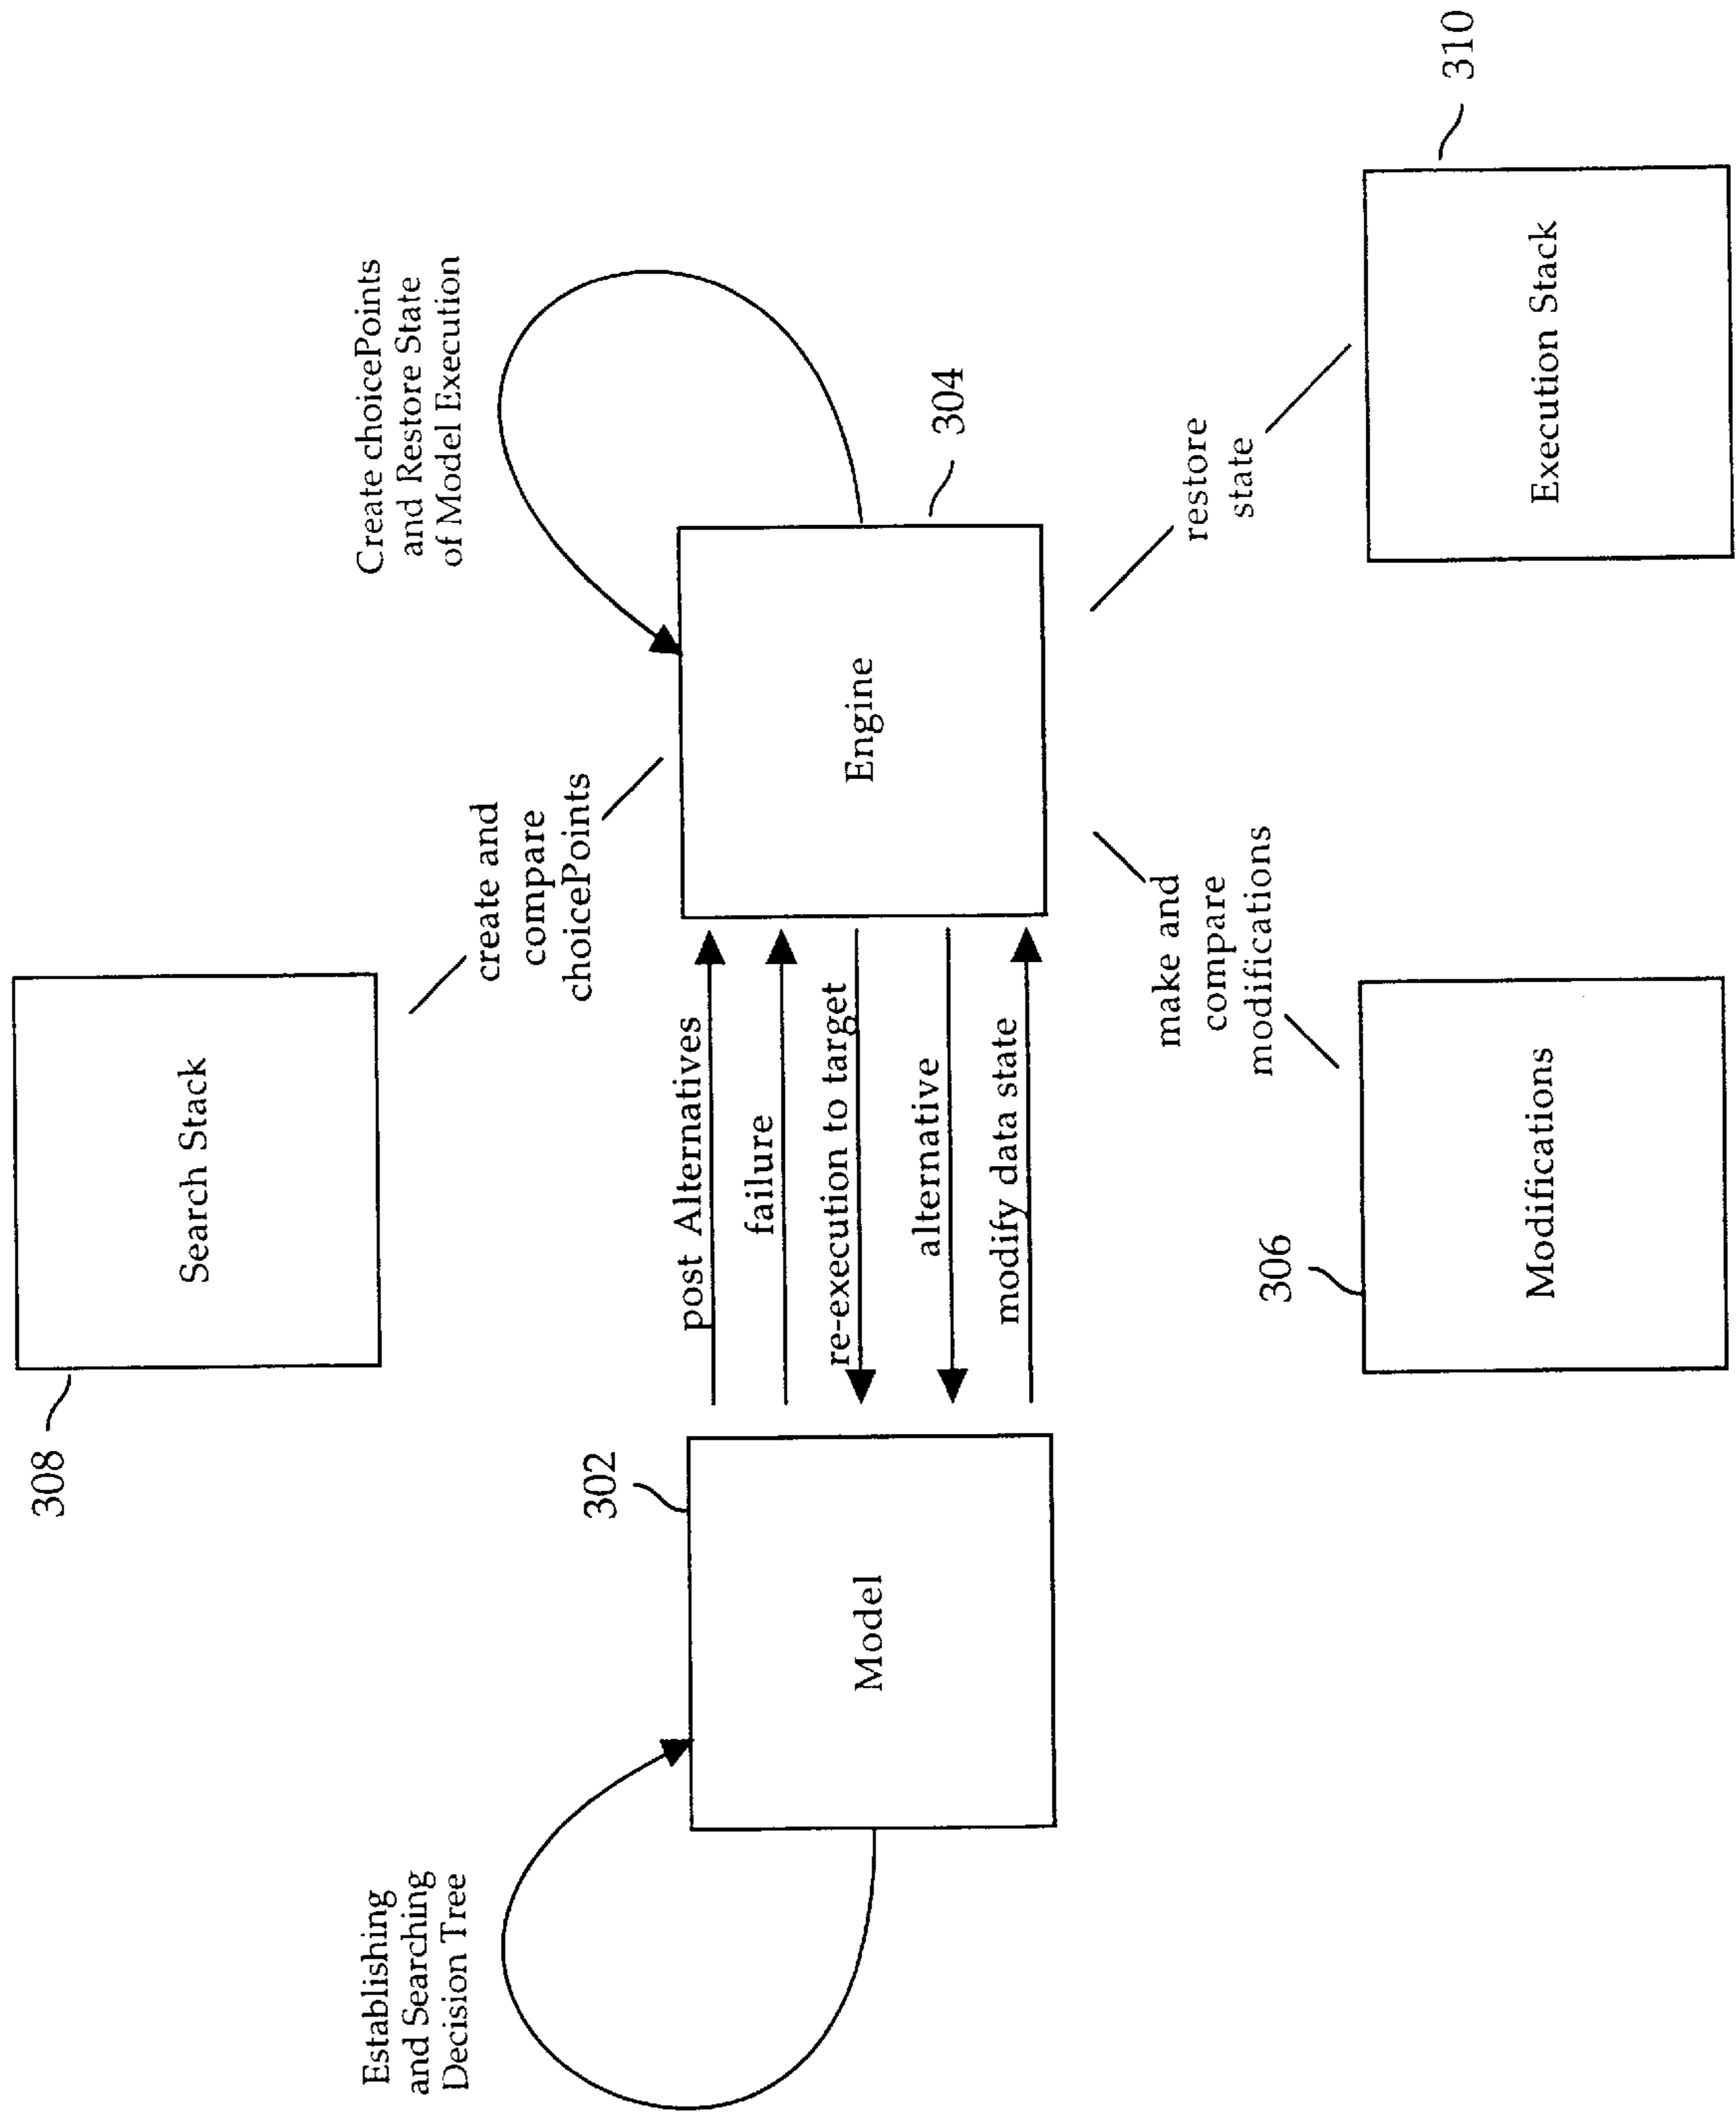 308
Search Stack
Establishing
and Searching
Decision Tree
Create choicePoints
and Restore State
of Model Execution
create and
compare
choicePoints
302
Model
post Alternatives
failure
re-execution to target
alternative
modify data state
Engine
304
make and
compare
modifications
restore
state
306
Modifications
Execution Stack
310